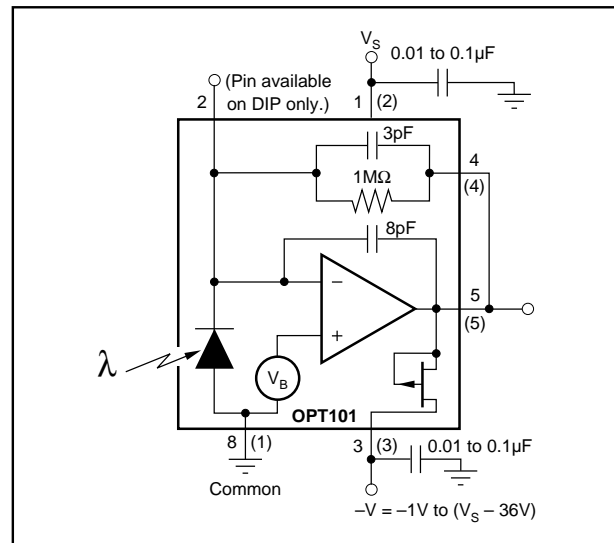 V_S
0.01 to 0.1µF
(Pin available
on DIP only.)
2
1 (2)
3pF
4
(4)
1MΩ
8pF
5
(5)
–
+
λ
V_B
OPT101
8 (1)
3 (3)
0.01 to 0.1µF
Common
–V = –1V to (V_S – 36V)